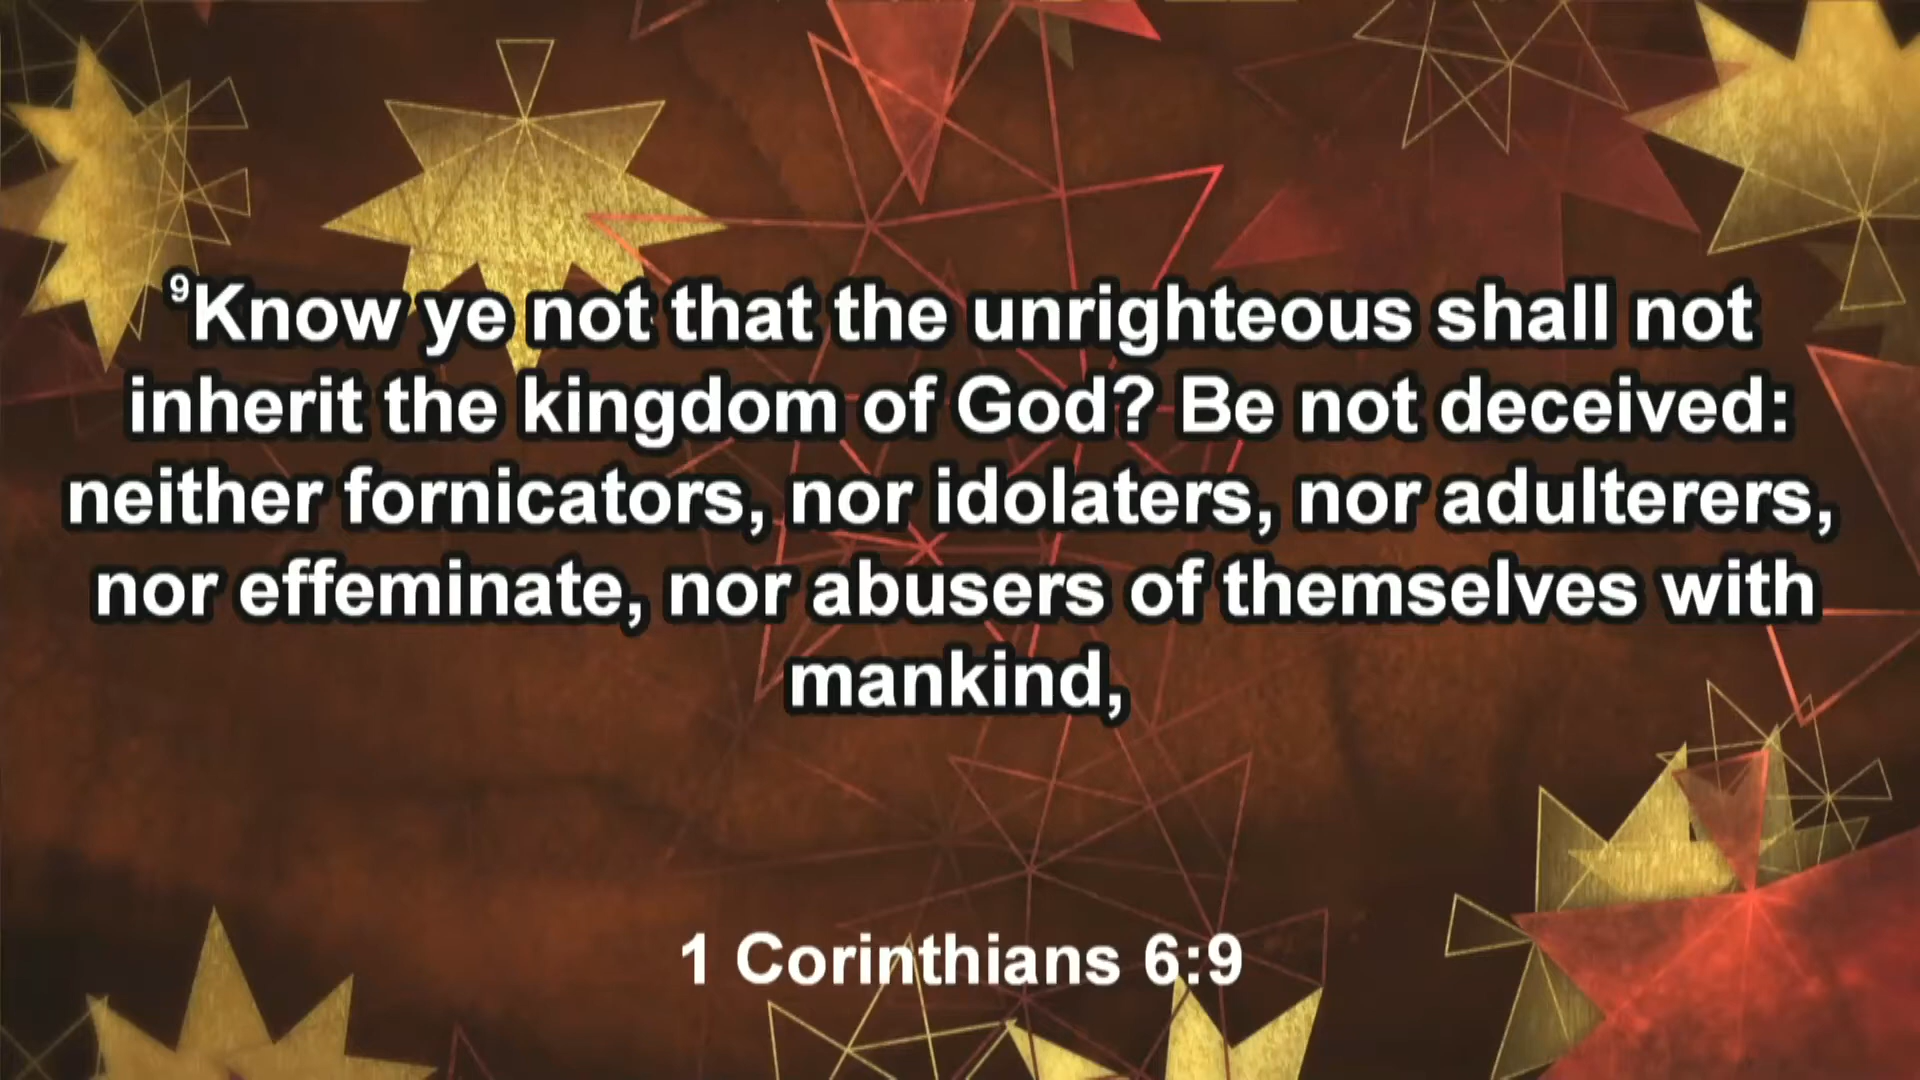 ⁹Know ye not that the unrighteous shall not
inherit the kingdom of God? Be not deceived:
neither fornicators, nor idolaters, nor adulterers,
nor effeminate, nor abusers of themselves with
mankind,
1 Corinthians 6:9